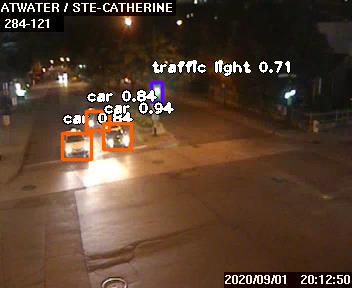 ATWATER / STE-CATHERINE
284-121
traffic light 0.71
car 0.84
car 0.94
car 0.84
2020/09/01 20:12:50